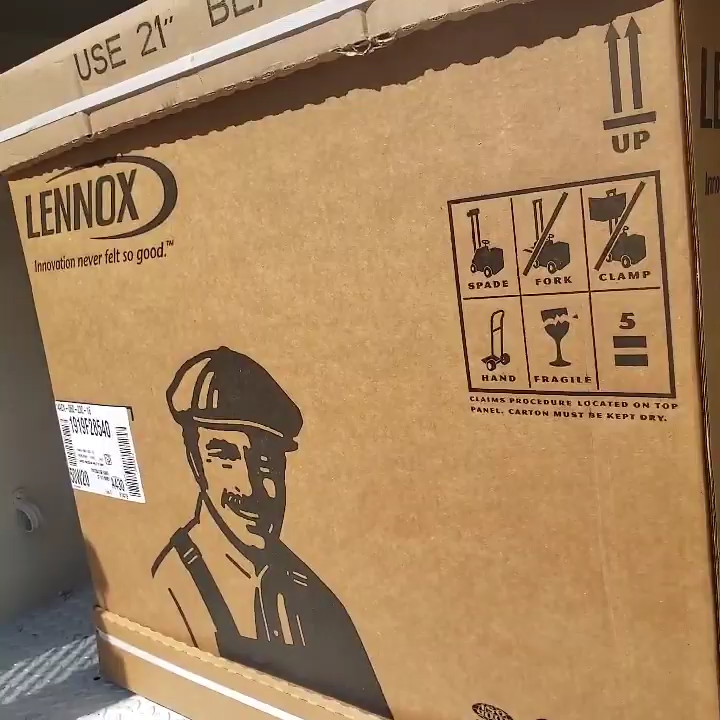 USE 21"
LENNOX
Innovation never felt so good.™
UP
SPADE FORK CLAMP
5
HAND FRAGILE
CLAIMS PROCEDURE LOCATED ON TOP
PANEL. CARTON MUST BE KEPT DRY.
1919F28540